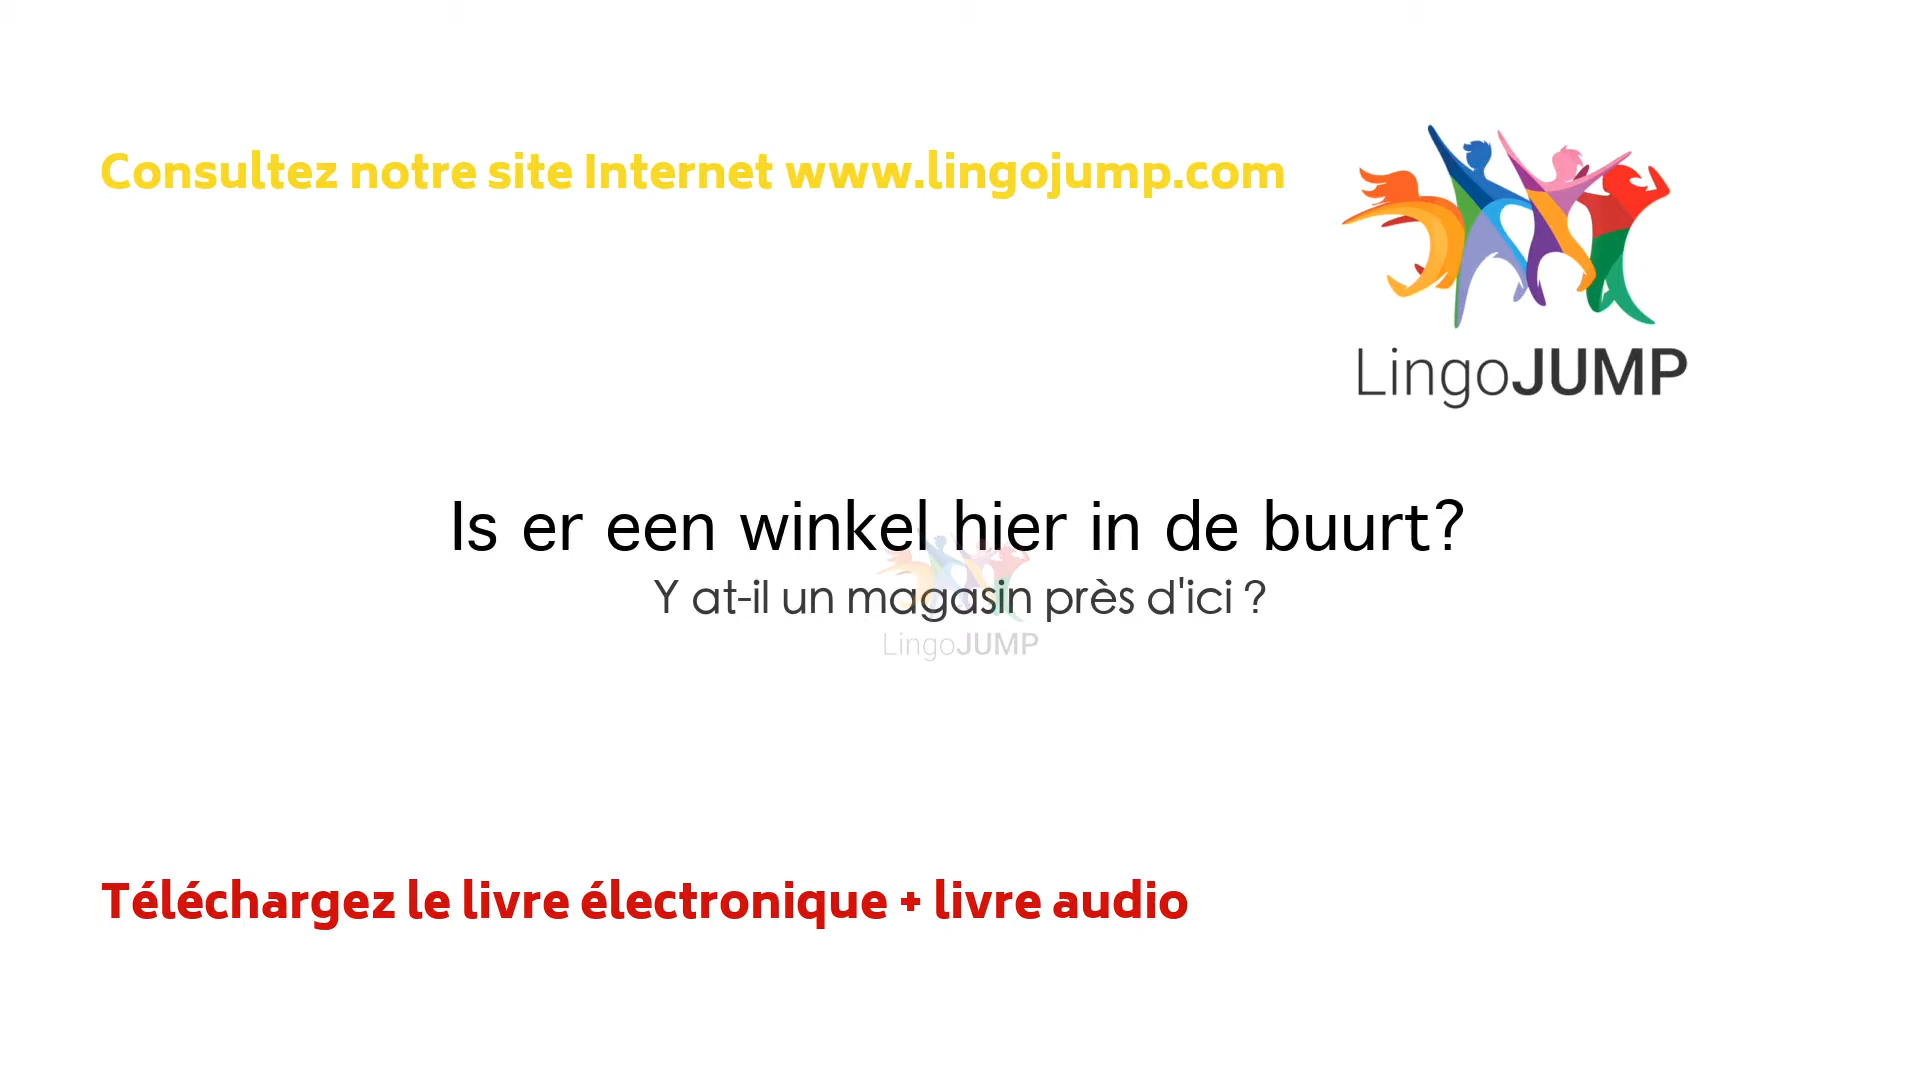 Consultez notre site Internet www.lingojump.com
LingoJUMP
Is er een winkel hier in de buurt?
Y at-il un magasin près d'ici ?
LingoJUMP
Téléchargez le livre électronique + livre audio